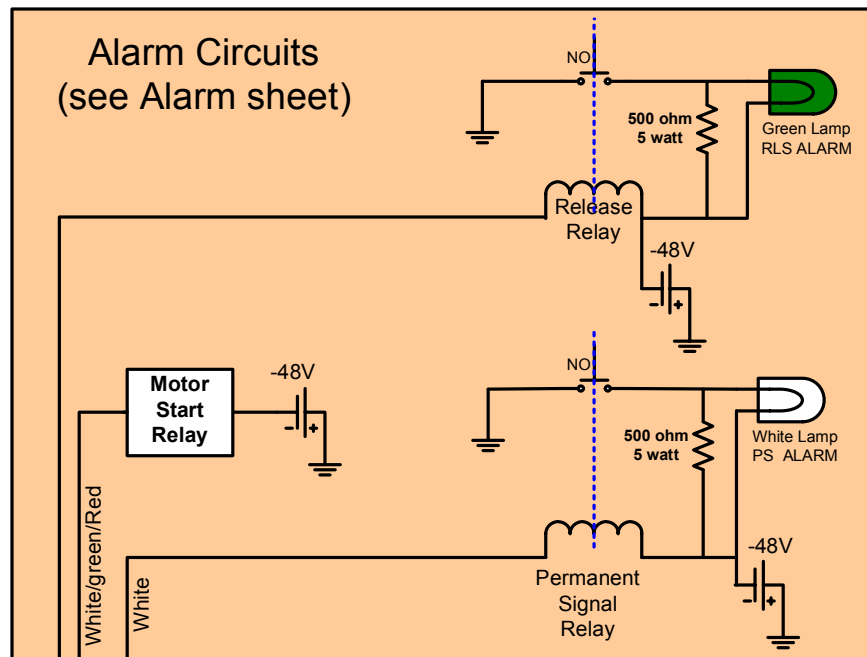 Alarm Circuits
(see Alarm sheet)
NO
500 ohm
5 watt
Green Lamp
RLS ALARM
Release
Relay
-48V
- +
Motor
Start
Relay
-48V
- +
NO
500 ohm
5 watt
White Lamp
PS ALARM
Permanent
Signal
Relay
-48V
- +
White/green/Red
White